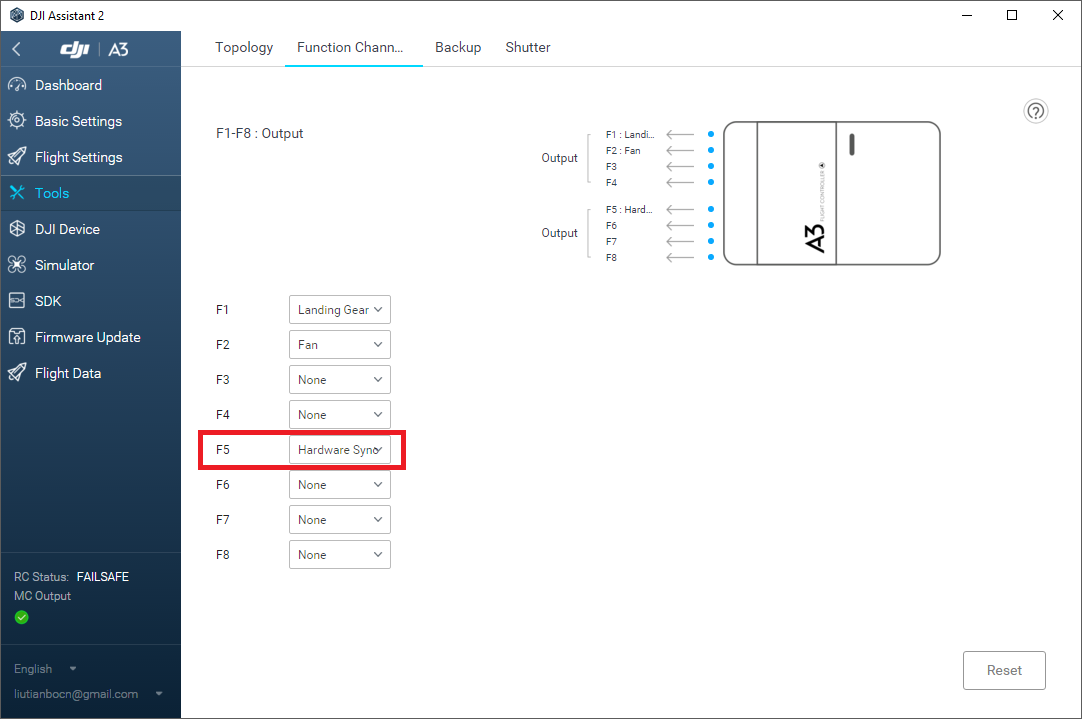 DJI Assistant 2
dji A3
Topology Function Chann... Backup Shutter
Dashboard
Basic Settings
Flight Settings
Tools
DJI Device
Simulator
SDK
Firmware Update
Flight Data
RC Status: FAILSAFE
MC Output
English
liutianbocn@gmail.com
F1-F8 : Output
Output
F1 : Landi...
F2 : Fan
F3
F4
Output
F5 : Hard...
F6
F7
F8
A3 FLIGHT CONTROLLER
F1 Landing Gear
F2 Fan
F3 None
F4 None
F5 Hardware Sync
F6 None
F7 None
F8 None
Reset